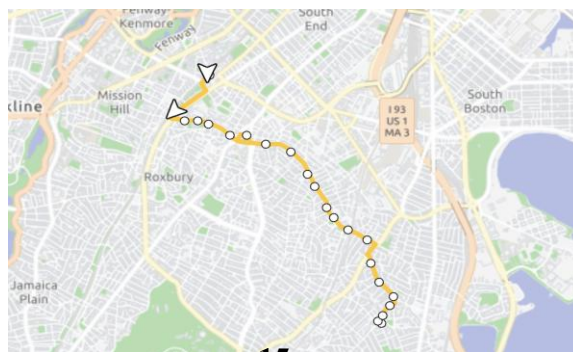 Fenway-
Kenmore
Fenway
South
End
Mission
Hill
kline
I 93
US 1
MA 3
South
Boston
Roxbury
Jamaica
Plain